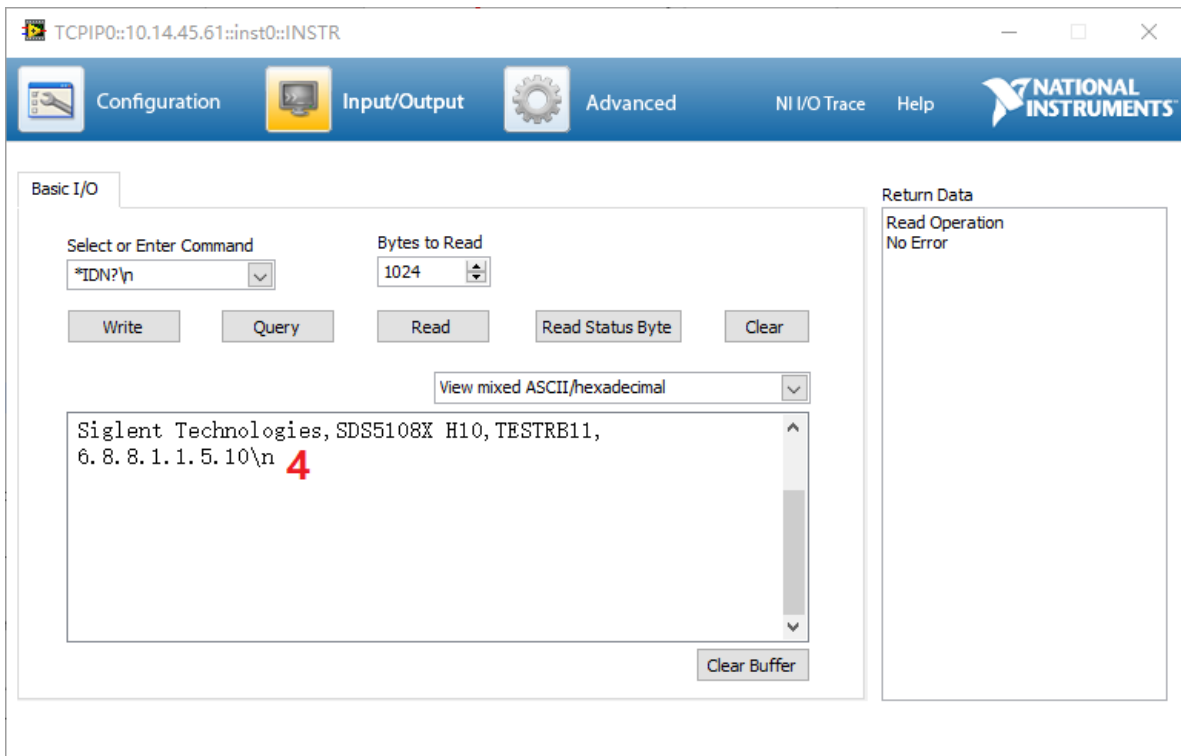 TCPIP0::10.14.45.61::inst0::INSTR
Configuration
Input/Output
Advanced
NI I/O Trace
Help
NATIONAL
INSTRUMENTS
Basic I/O
Return Data
Read Operation
No Error
Select or Enter Command
Bytes to Read
*IDN?\n
1024
Write
Query
Read
Read Status Byte
Clear
View mixed ASCII/hexadecimal
Siglent Technologies,SDS5108X H10,TESTRB11,
6.8.8.1.1.5.10\n 4
Clear Buffer